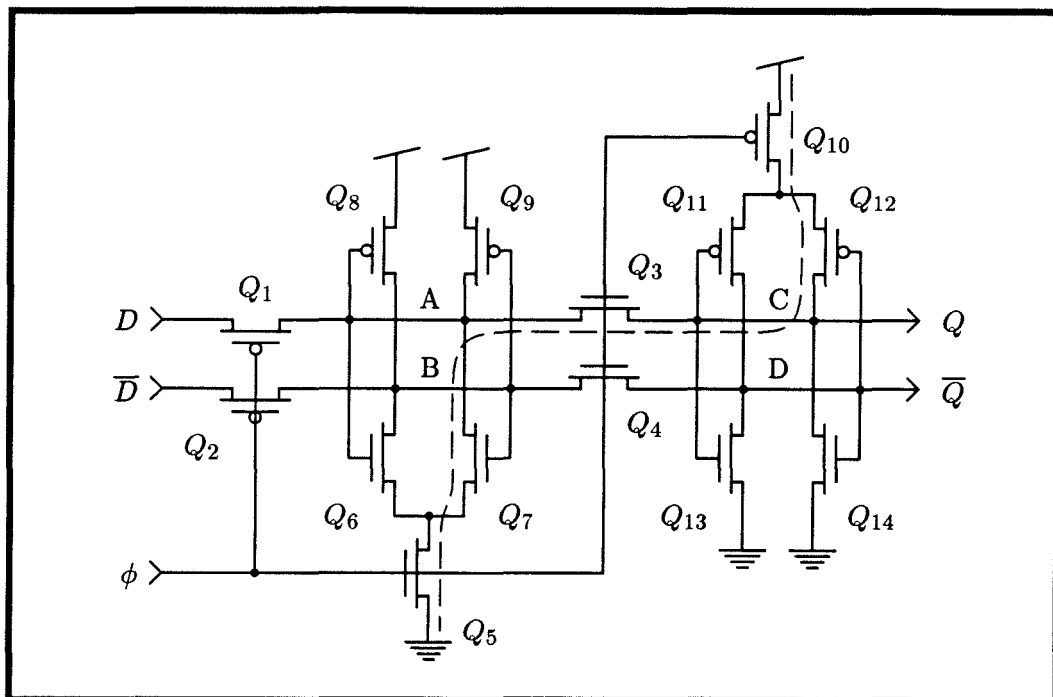 Q₁₀
Q₈
Q₉
Q₁₁
Q₁₂
Q₁
A
Q₃
C
D
Q
B
D
D̅
Q̅
Q₂
Q₄
Q₆
Q₇
Q₁₃
Q₁₄
ϕ
Q₅